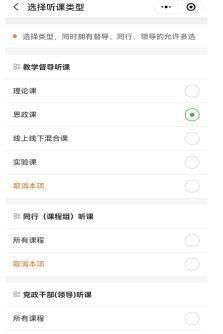 选择听课类型
选择类型，同时拥有督导、同行、领导的允许多选
教学督导听课
理论课
思政课
线上线下混合课
实验课
取消本项
同行（课程组）听课
所有课程
取消本项
党政干部(领导)听课
所有课程